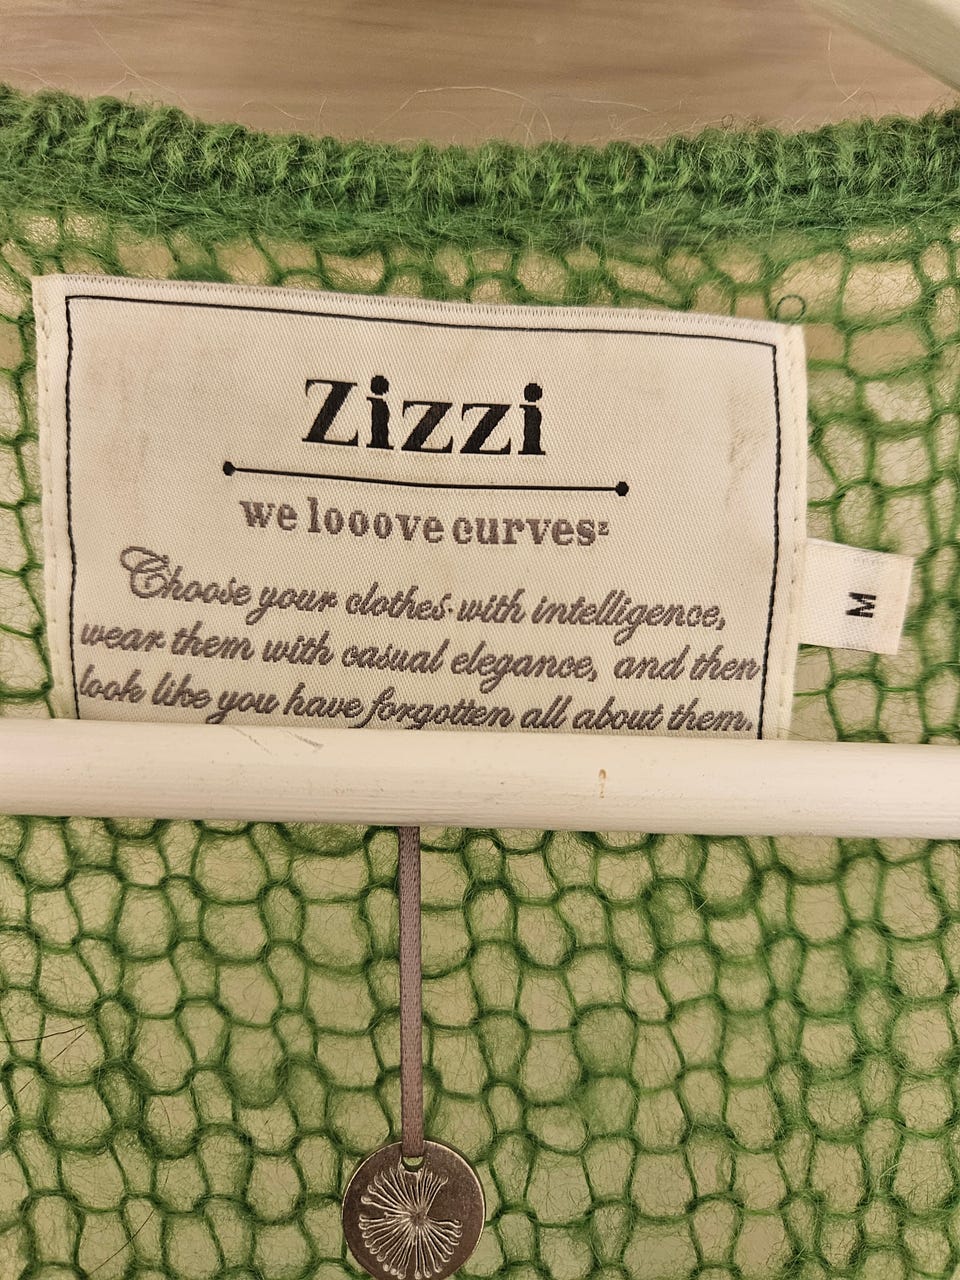 Zizzi
we looove curves²
Choose your clothes with intelligence,
wear them with casual elegance, and then
look like you have forgotten all about them.
M